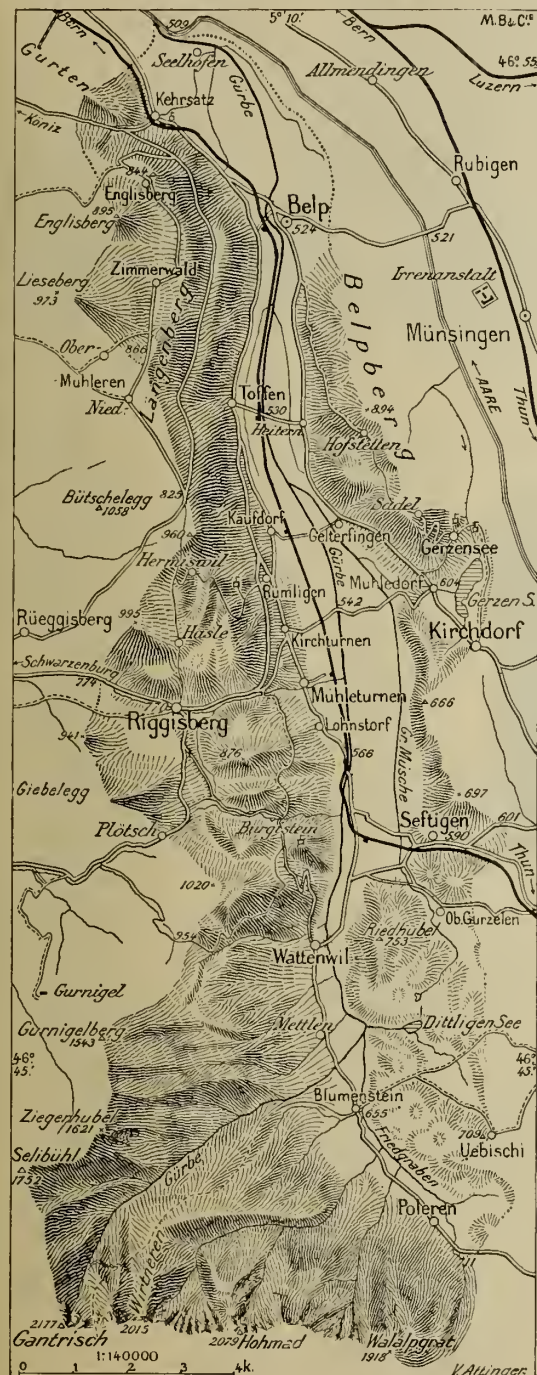 509
5° 10'.
M.B.& Cie
←Bern
←Bern
46° 55'
Seelhofen
Allmendingen
Luzern→
Gurten
Gürbe
Kehrsatz
←Köniz
Rubigen
844
Englisberg
Belp
895
524
Englisberg
521
Zimmerwald
Irrenanstalt
Lieseberg
973
Längenberg
Belpberg
Münsingen
Ober-
866
←AARE
Thun→
Muhleren
Nied.
Toffen
530
894
Heitern
Hofstetten
Bütschelegg
1058
825
Sädel
960
Kaufdorf
Gelterfingen
Gerzensee
Hermiswil
Gürbe
Rümligen
Mühledorf
604
542
Gerzen S.
Rüeggisberg
995
Hasle
Kirchturnen
Kirchdorf
←Schwarzenburg
774
Mühleturnen
770
Riggisberg
666
Lohnstorf
941
876
566
Gr. Müsche
697
Giebelegg
Seftigen
601
Burgistein
590
Plötsch
Thun→
1020
Riedhubel
753
Ob. Gurzelen
954
Wattenwil
Gurnigel
Mettlen
Dittligen See
Gurnigelberg
1543
46°
45'.
46°
45'.
Blumenstein
655
Ziegenhubel
1621
709
Uebischi
Selibühl
1752
Gürbe
Friedgraben
Poleren
Wirtneren
2177
2015
2079
Hohmad
Walalpgrat
Gantrisch
1918
1:140000
0 1 2 3 4k.
V. Attinger.